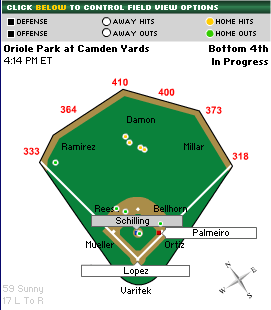 CLICK BELOW TO CONTROL FIELD VIEW OPTIONS
DEFENSE AWAY HITS HOME HITS
OFFENSE AWAY OUTS HOME OUTS
Oriole Park at Camden Yards Bottom 4th
4:14 PM ET In Progress
410
400
364 373
Damon
Ramirez Millar
333 318
Reese Bellhorn
Schilling
Palmeiro
Mueller Ortiz
Lopez
Varitek
N
W E
S
59 Sunny
17 L To R